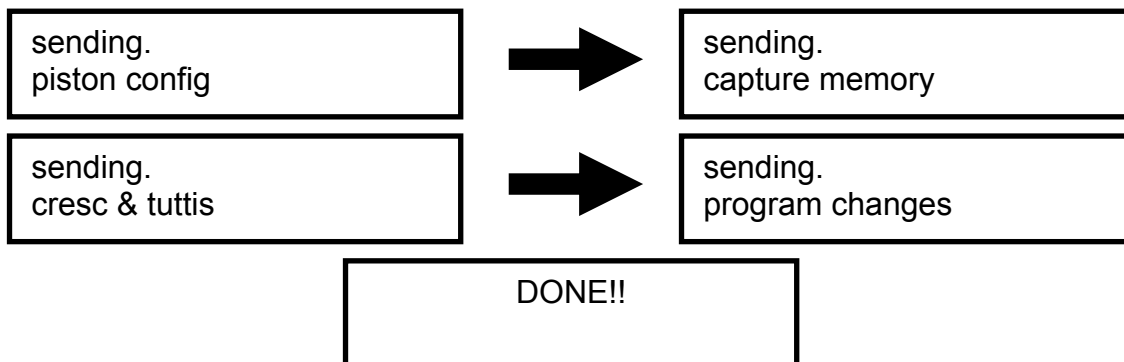 sending.
piston config
sending.
capture memory
sending.
cresc & tuttis
sending.
program changes
DONE!!